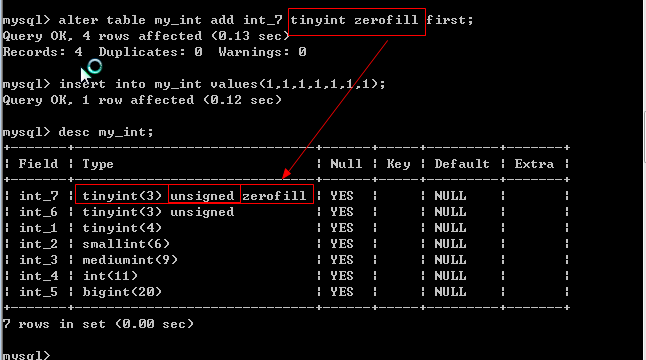 mysql> alter table my_int add int_7 tinyint zerofill first;
Query OK, 4 rows affected (0.13 sec)
Records: 4  Duplicates: 0  Warnings: 0
mysql> insert into my_int values(1,1,1,1,1,1,1);
Query OK, 1 row affected (0.12 sec)
mysql> desc my_int;
+-------+------------------------------+------+-----+---------+-------+
| Field | Type                         | Null | Key | Default | Extra |
+-------+------------------------------+------+-----+---------+-------+
| int_7 | tinyint(3) unsigned zerofill | YES  |     | NULL    |       |
| int_6 | tinyint(3) unsigned          | YES  |     | NULL    |       |
| int_1 | tinyint(4)                   | YES  |     | NULL    |       |
| int_2 | smallint(6)                  | YES  |     | NULL    |       |
| int_3 | mediumint(9)                 | YES  |     | NULL    |       |
| int_4 | int(11)                      | YES  |     | NULL    |       |
| int_5 | bigint(20)                   | YES  |     | NULL    |       |
+-------+------------------------------+------+-----+---------+-------+
7 rows in set (0.00 sec)
mysql>